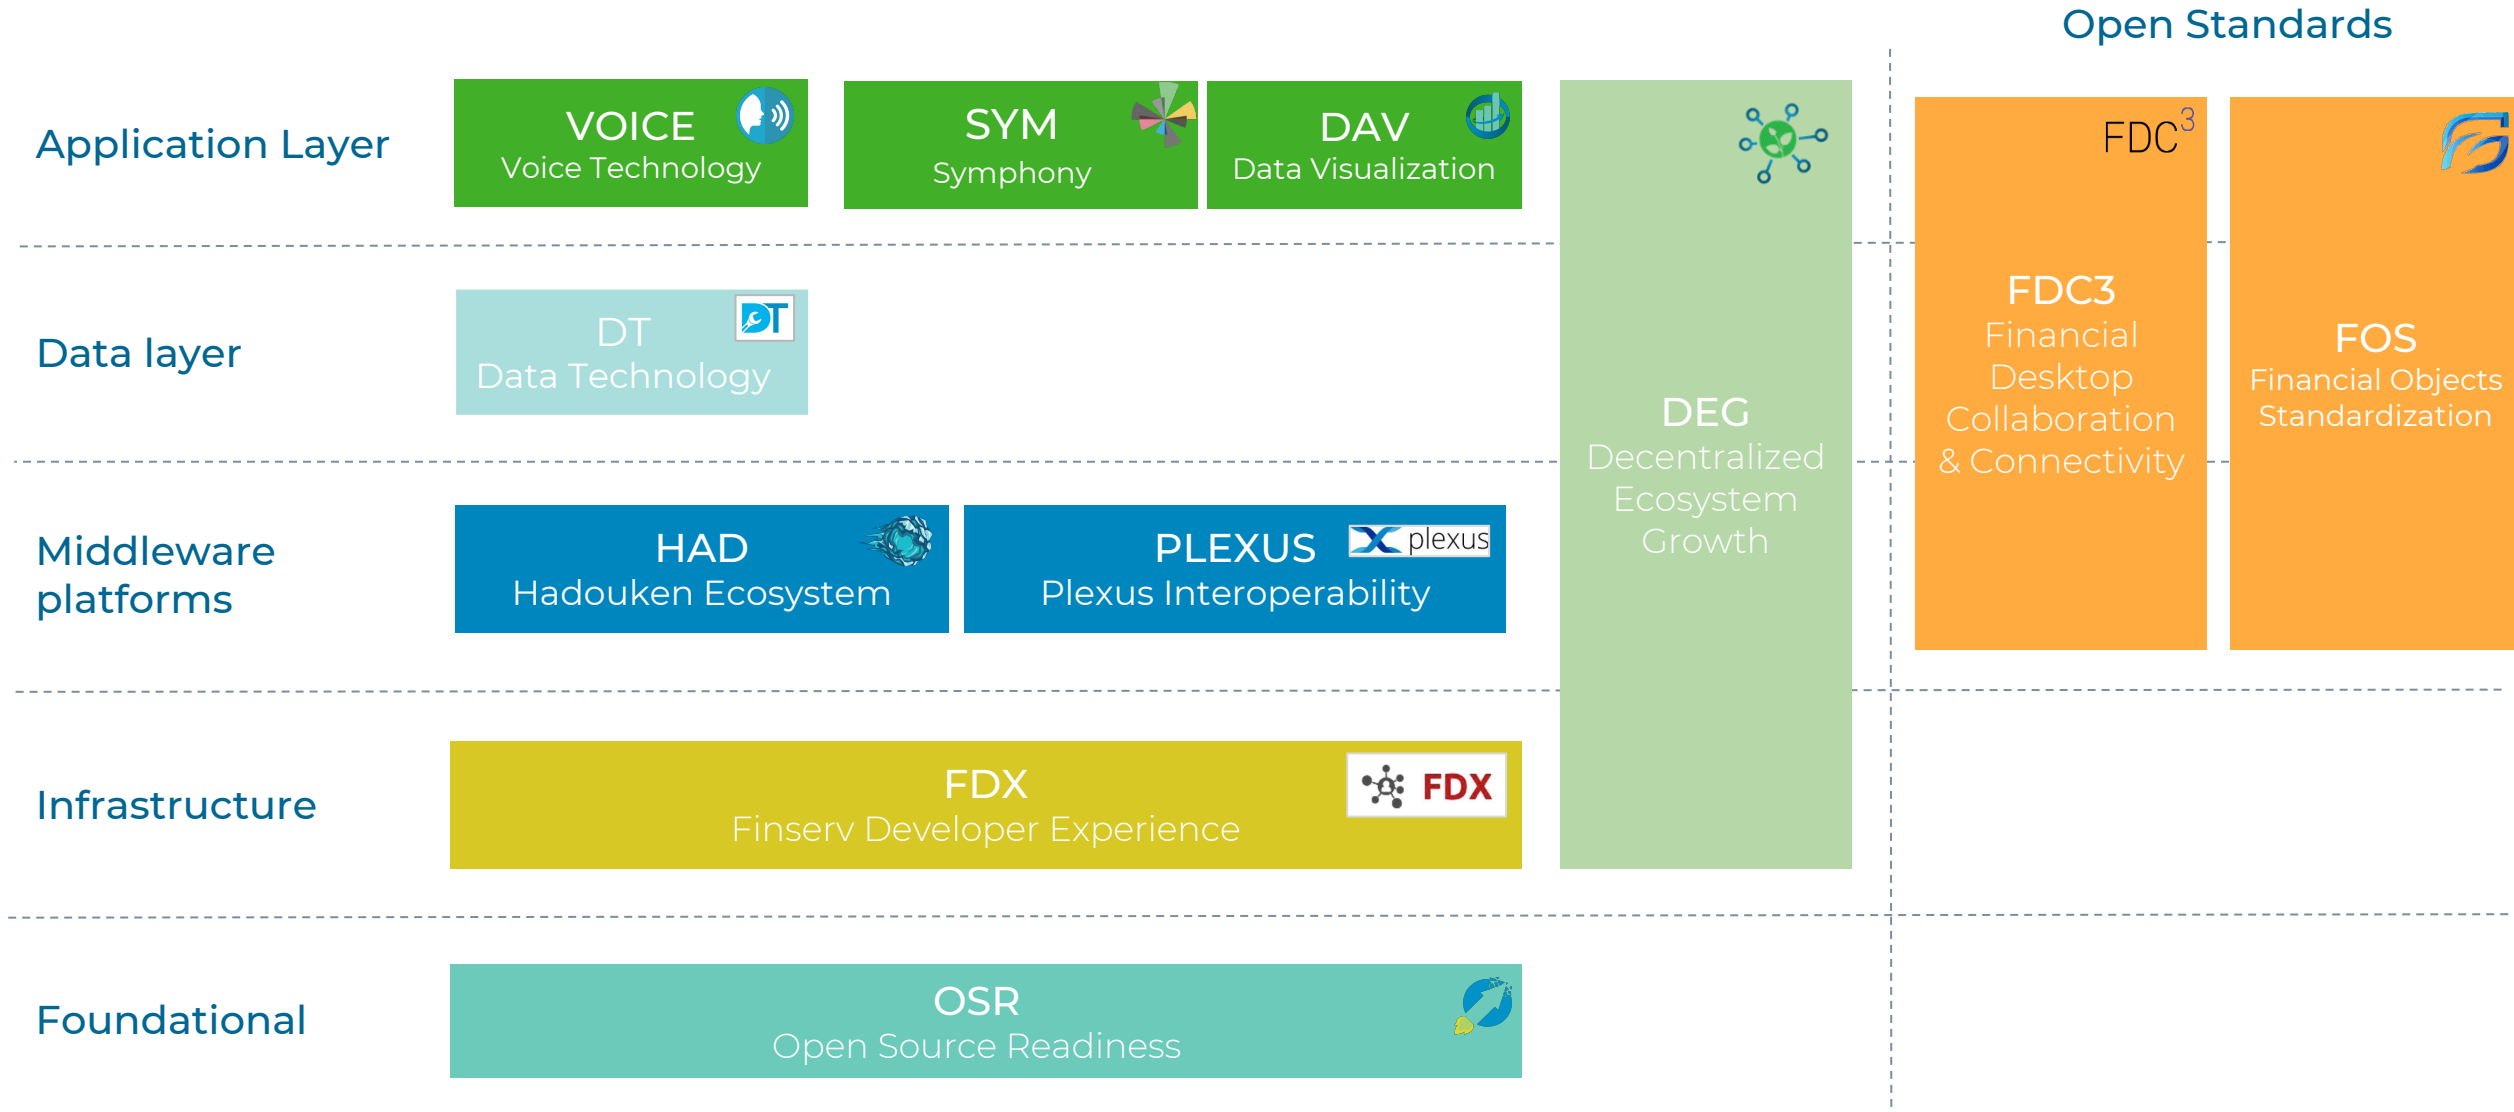 Open Standards
Application Layer
VOICE
Voice Technology
SYM
Symphony
DAV
Data Visualization
Data layer
DT
Data Technology
DT
Middleware
platforms
HAD
Hadouken Ecosystem
PLEXUS
Plexus Interoperability
plexus
Infrastructure
FDX
Finserv Developer Experience
FDX
Foundational
OSR
Open Source Readiness
DEG
Decentralized
Ecosystem
Growth
FDC3
FDC3
Financial
Desktop
Collaboration
& Connectivity
FOS
Financial Objects
Standardization